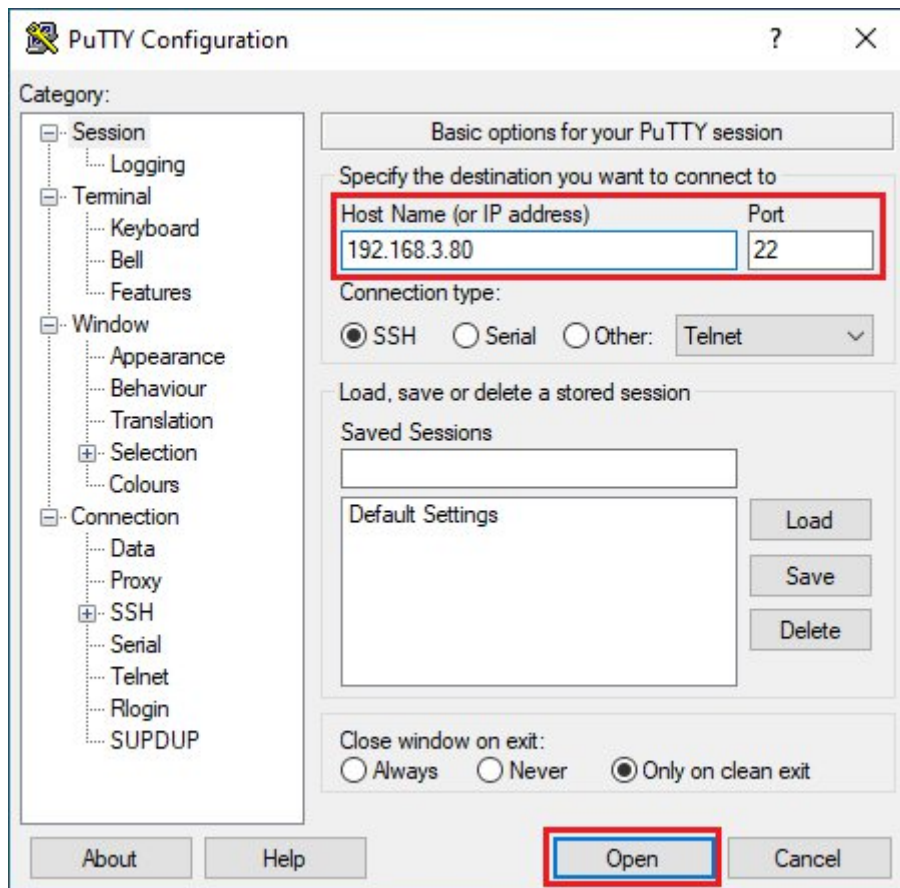 PuTTY Configuration
?
Category:
Session
Logging
Terminal
Keyboard
Bell
Features
Window
Appearance
Behaviour
Translation
Selection
Colours
Connection
Data
Proxy
SSH
Serial
Telnet
Rlogin
SUPDUP
Basic options for your PuTTY session
Specify the destination you want to connect to
Host Name (or IP address) Port
192.168.3.80 22
Connection type:
SSH Serial Other: Telnet
Load, save or delete a stored session
Saved Sessions
Default Settings
Load
Save
Delete
Close window on exit:
Always Never Only on clean exit
About Help Open Cancel